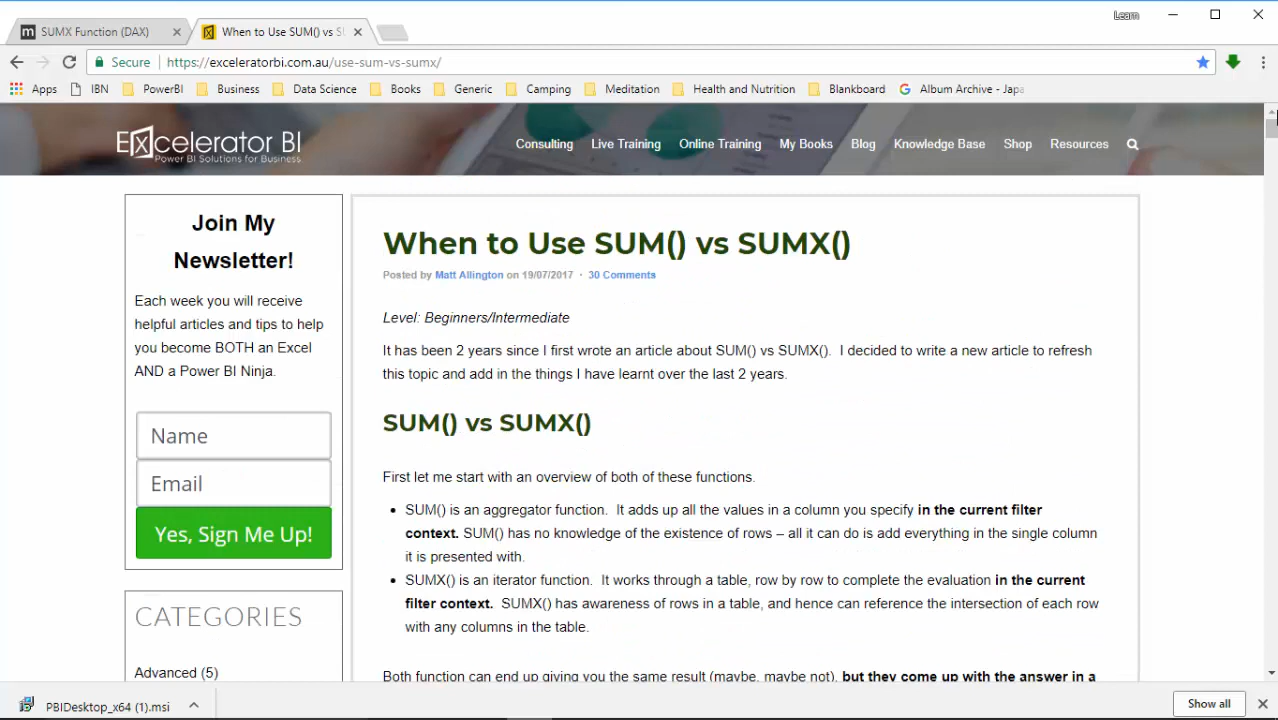 Learn
SUMX Function (DAX)
When to Use SUM() vs SU
Secure
https://exceleratorbi.com.au/use-sum-vs-sumx/
Apps IBN PowerBI Business Data Science Books Generic Camping Meditation Health and Nutrition Blankboard Album Archive - Japa
EXcelerator BI
Power BI Solutions for Business
Consulting Live Training Online Training My Books Blog Knowledge Base Shop Resources
Join My
Newsletter!
Each week you will receive
helpful articles and tips to help
you become BOTH an Excel
AND a Power BI Ninja.
Name
Email
Yes, Sign Me Up!
CATEGORIES
Advanced (5)
When to Use SUM() vs SUMX()
Posted by Matt Allington on 19/07/2017 · 30 Comments
Level: Beginners/Intermediate
It has been 2 years since I first wrote an article about SUM() vs SUMX().  I decided to write a new article to refresh
this topic and add in the things I have learnt over the last 2 years.
SUM() vs SUMX()
First let me start with an overview of both of these functions.
• SUM() is an aggregator function.  It adds up all the values in a column you specify in the current filter
context. SUM() has no knowledge of the existence of rows – all it can do is add everything in the single column
it is presented with.
• SUMX() is an iterator function.  It works through a table, row by row to complete the evaluation in the current
filter context.  SUMX() has awareness of rows in a table, and hence can reference the intersection of each row
with any columns in the table.
Both function can end up giving you the same result (maybe, maybe not), but they come up with the answer in a
PBIDesktop_x64 (1).msi
Show all